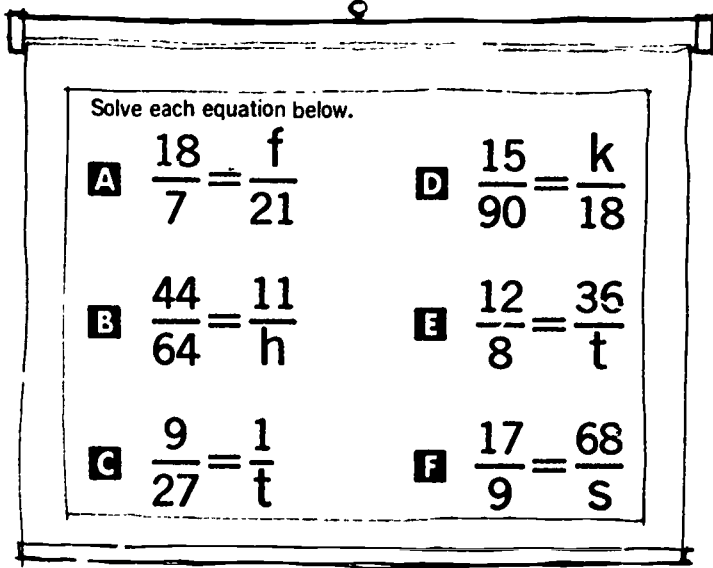 Solve each equation below.
A 18/7 = f/21
B 44/64 = 11/h
C 9/27 = 1/t
D 15/90 = k/18
E 12/8 = 36/t
F 17/9 = 68/s